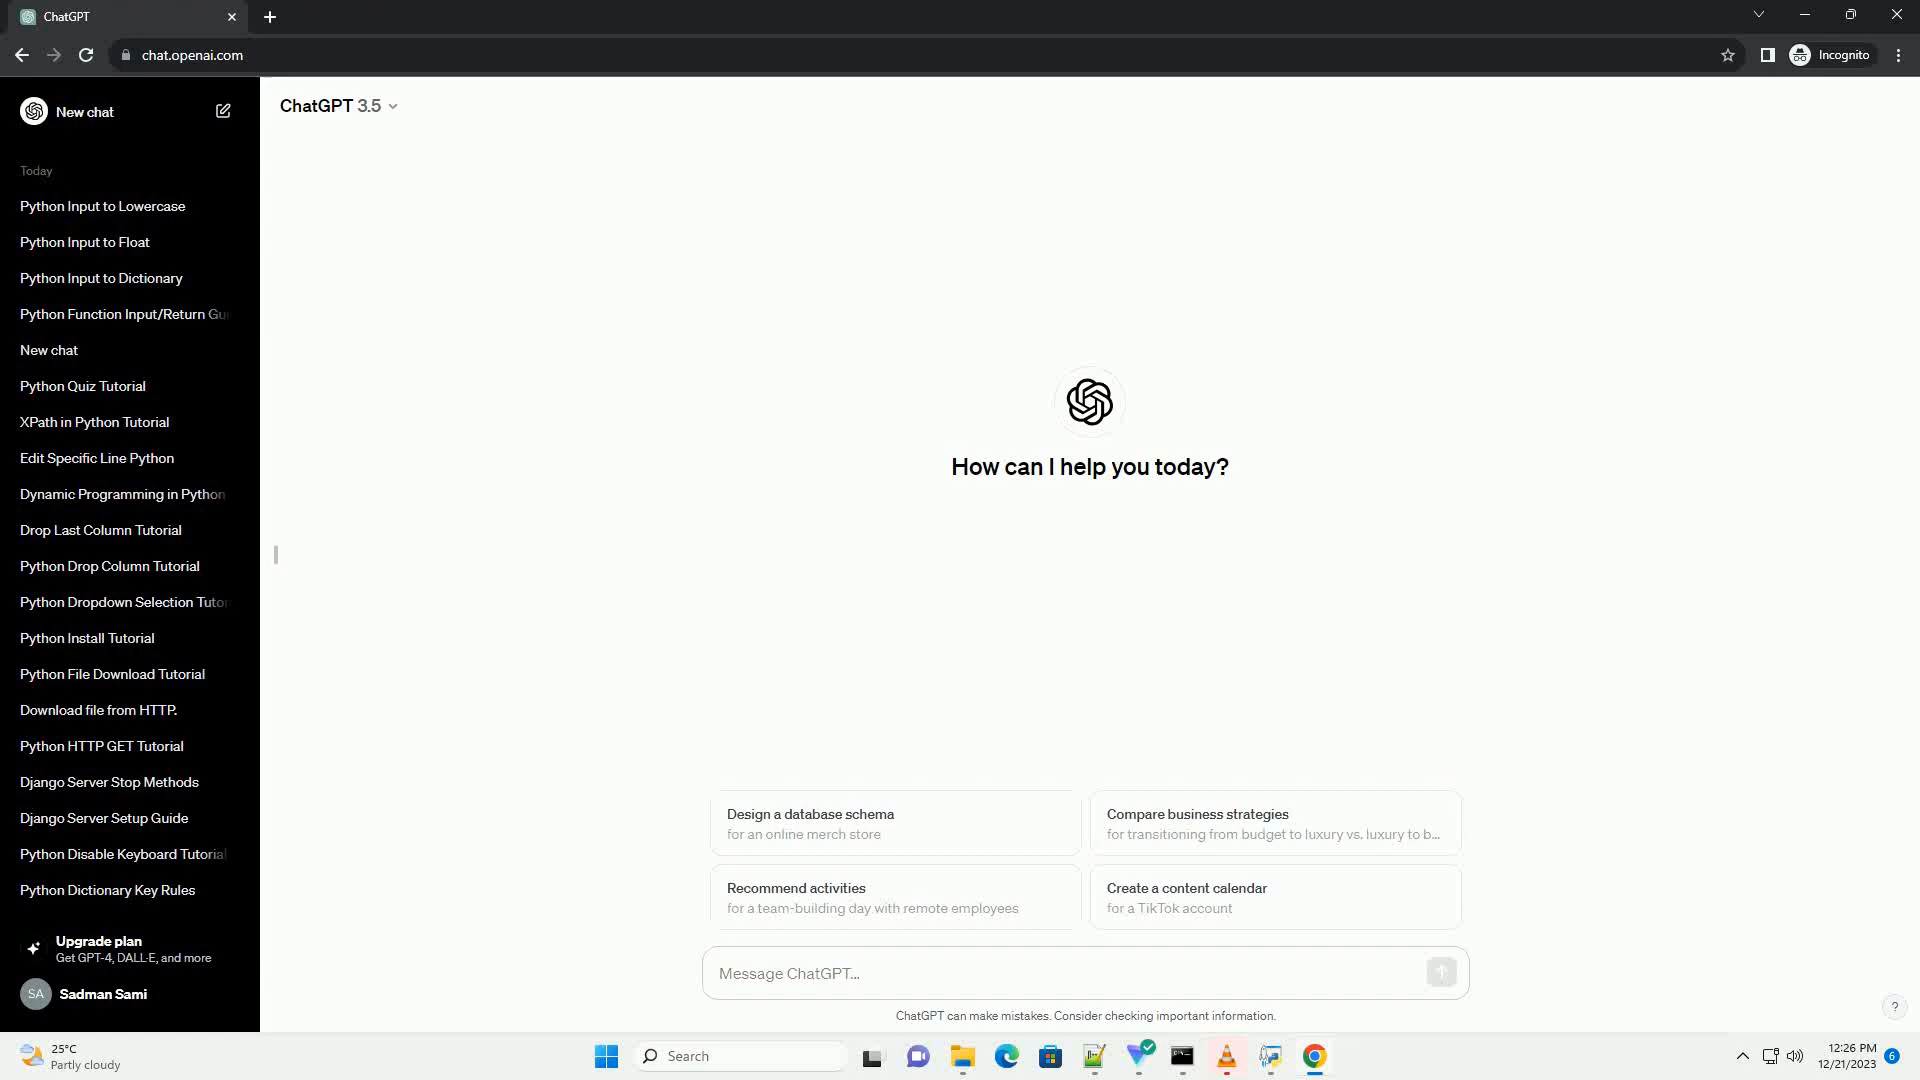 ChatGPT
chat.openai.com
Incognito
New chat
ChatGPT 3.5
Today
Python Input to Lowercase
Python Input to Float
Python Input to Dictionary
Python Function Input/Return Gu
New chat
Python Quiz Tutorial
XPath in Python Tutorial
Edit Specific Line Python
Dynamic Programming in Python
Drop Last Column Tutorial
Python Drop Column Tutorial
Python Dropdown Selection Tutor
Python Install Tutorial
Python File Download Tutorial
Download file from HTTP.
Python HTTP GET Tutorial
Django Server Stop Methods
Django Server Setup Guide
Python Disable Keyboard Tutorial
Python Dictionary Key Rules
Upgrade plan
Get GPT-4, DALL·E, and more
SA
Sadman Sami
How can I help you today?
Design a database schema
for an online merch store
Compare business strategies
for transitioning from budget to luxury vs. luxury to b...
Recommend activities
for a team-building day with remote employees
Create a content calendar
for a TikTok account
Message ChatGPT...
ChatGPT can make mistakes. Consider checking important information.
?
25°C
Partly cloudy
Search
12:26 PM
12/21/2023
6